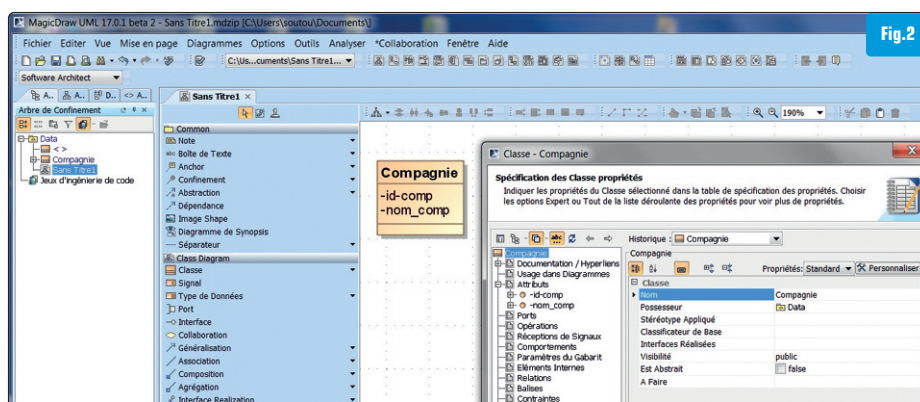 MagicDraw UML 17.0.1 beta 2 - Sans Titre1.mdzip [C:\Users\soutou\Documents\]
Fig.2
Fichier Editer Vue Mise en page Diagrammes Options Outils Analyser *Collaboration Fenêtre Aide
C:\Us...cuments\Sans Titre1...
Software Architect
A.. A.. D.. A..
Sans Titre1
Arbre de Confinement
190%
Data
< >
Compagnie
Sans Titre1
Jeux d'ingénierie de code
Common
Note
Boîte de Texte
Anchor
Confinement
Abstraction
Dépendance
Image Shape
Diagramme de Synopsis
Séparateur
Class Diagram
Classe
Signal
Type de Données
Port
Interface
Collaboration
Généralisation
Association
Composition
Agrégation
Interface Realization
Compagnie
-id-comp
-nom_comp
Classe - Compagnie
Spécification des Classe propriétés
Indiquer les propriétés du Classe sélectionné dans la table de spécification des propriétés. Choisir
les options Expert ou Tout de la liste déroulante des propriétés pour voir plus de propriétés.
Historique : Compagnie
Compagnie
Documentation / Hyperliens
Usage dans Diagrammes
Attributs
-id-comp
-nom_comp
Ports
Opérations
Réceptions de Signaux
Comportements
Paramètres du Gabarit
Eléments Internes
Relations
Balises
Contraintes
Compagnie
Propriétés: Standard Personnaliser
Classe
Nom Compagnie
Possesseur Data
Stéréotype Appliqué
Classificateur de Base
Interfaces Réalisées
Visibilité public
Est Abstrait false
A Faire